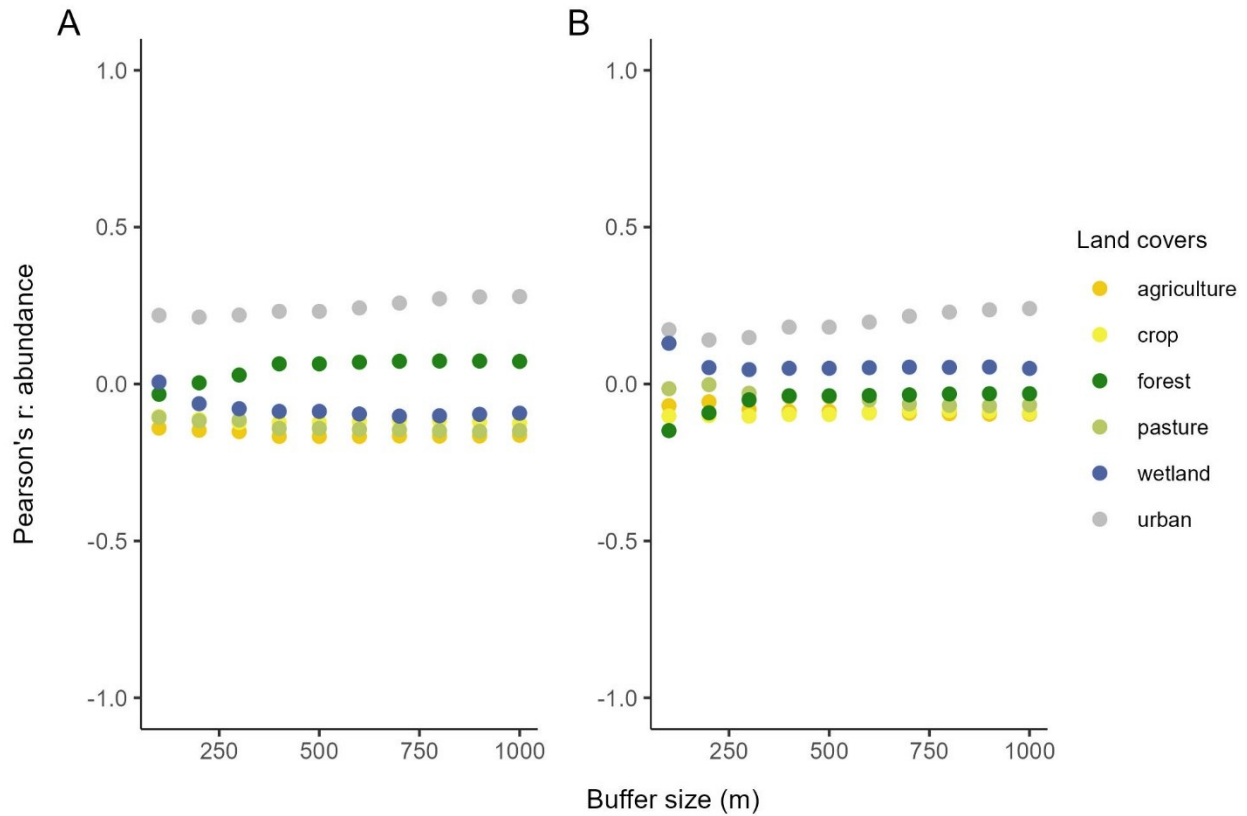 A
B
1.0
0.5
0.0
-0.5
-1.0
1.0
0.5
0.0
-0.5
-1.0
250
500
750
1000
250
500
750
1000
Pearson's r: abundance
Buffer size (m)
Land covers
agriculture
crop
forest
pasture
wetland
urban